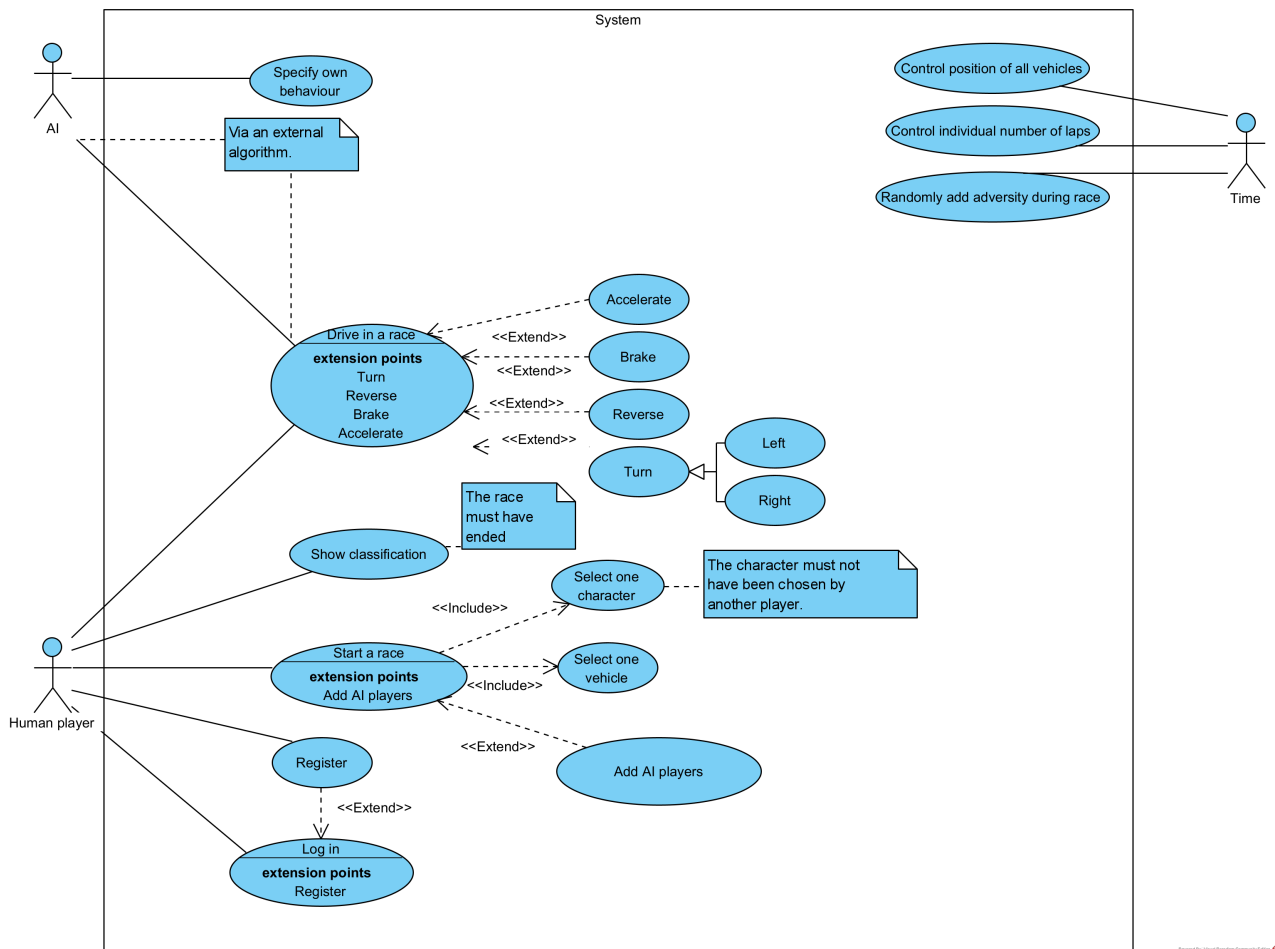 System
AI
Specify own
behaviour
Via an external
algorithm.
Control position of all vehicles
Control individual number of laps
Randomly add adversity during race
Time
Drive in a race
extension points
Turn
Reverse
Brake
Accelerate
Accelerate
<<Extend>>
Brake
<<Extend>>
<<Extend>>
Reverse
<<Extend>>
Turn
Left
Right
The race
must have
ended
Show classification
Select one
character
The character must not
have been chosen by
another player.
<<Include>>
Human player
Start a race
extension points
Add AI players
Select one
vehicle
<<Include>>
<<Extend>>
Add AI players
Register
<<Extend>>
Log in
extension points
Register